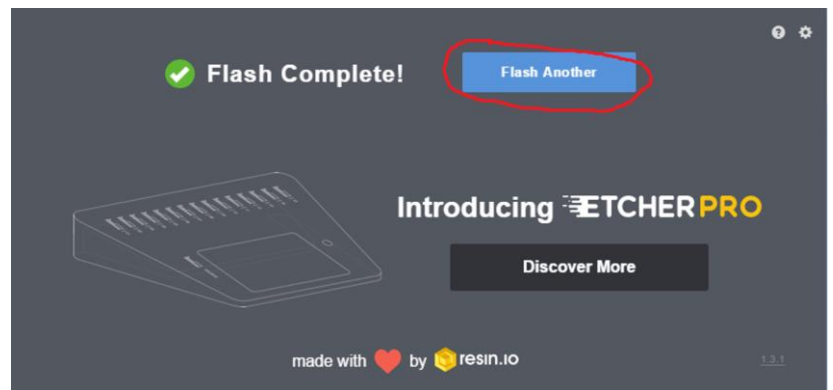 Flash Complete!
Flash Another
Introducing ETCHER PRO
Discover More
made with by resin.io
1.3.1